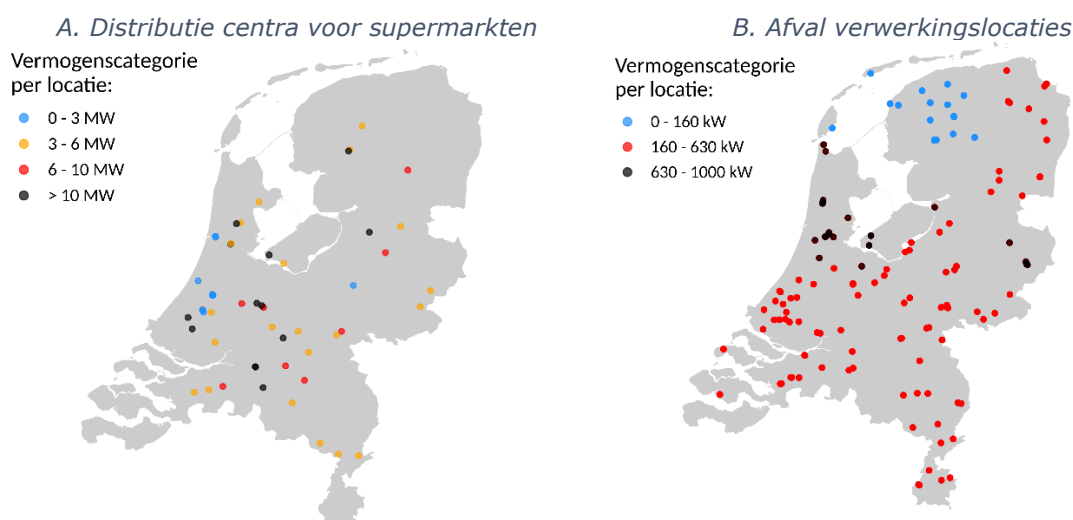 A. Distributie centra voor supermarkten
Vermogenscategorie
per locatie:
0 - 3 MW
3 - 6 MW
6 - 10 MW
> 10 MW
B. Afval verwerkingslocaties
Vermogenscategorie
per locatie:
0 - 160 kW
160 - 630 kW
630 - 1000 kW